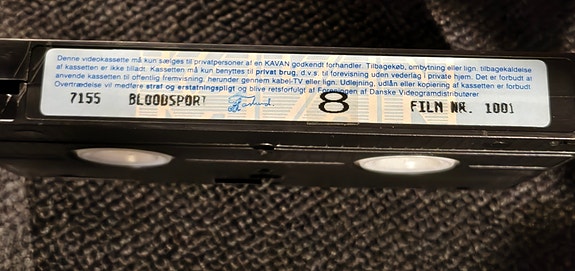 Denne videokassette må kun sælges til privatpersoner af en KAVAN godkendt forhandler. Tilbagekøb, ombytning eller lign. tilbagekaldelse
af kassetten er ikke tilladt. Kassetten må kun benyttes til privat brug, d.v.s. til forevisning uden vederlag i private hjem. Det er forbudt at
anvende kassetten til offentlig fremvisning, herunder gennem kabel-TV eller lign. Udlejning, udlån eller kopiering af kassetten er forbudt.
Overtrædelse vil medføre straf og erstatningspligt og blive retsforfulgt af Foreningen af Danske Videogramdistributører.
7155 BLOODSPORT 8 FILM NR. 1001